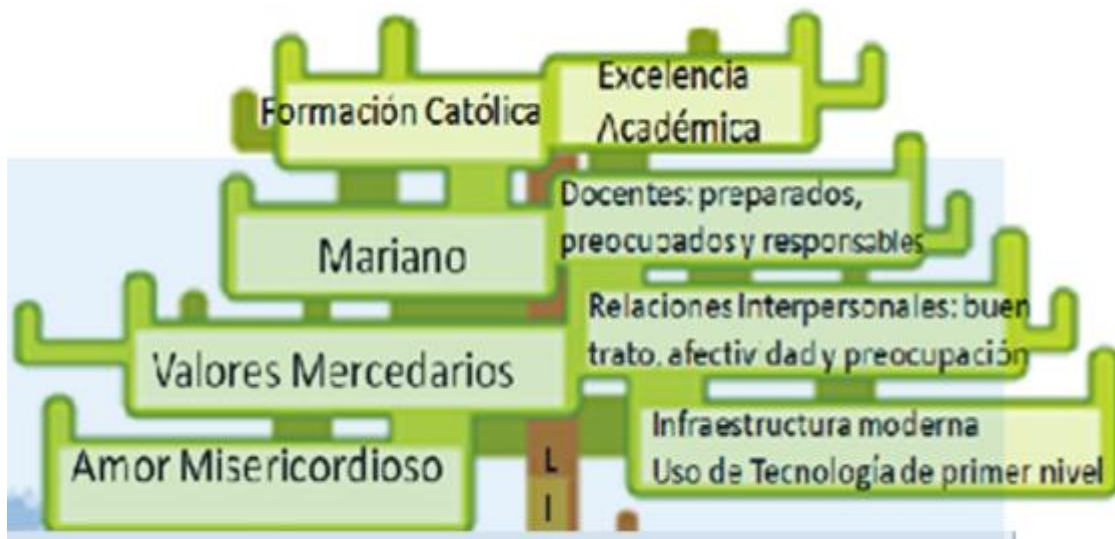 Formación Católica
Excelencia
Académica
Mariano
Docentes: preparados,
preocupados y responsables
Valores Mercedarios
Relaciones Interpersonales: buen
trato, afectividad y preocupación
Amor Misericordioso
Infraestructura moderna
Uso de Tecnología de primer nivel
L
I